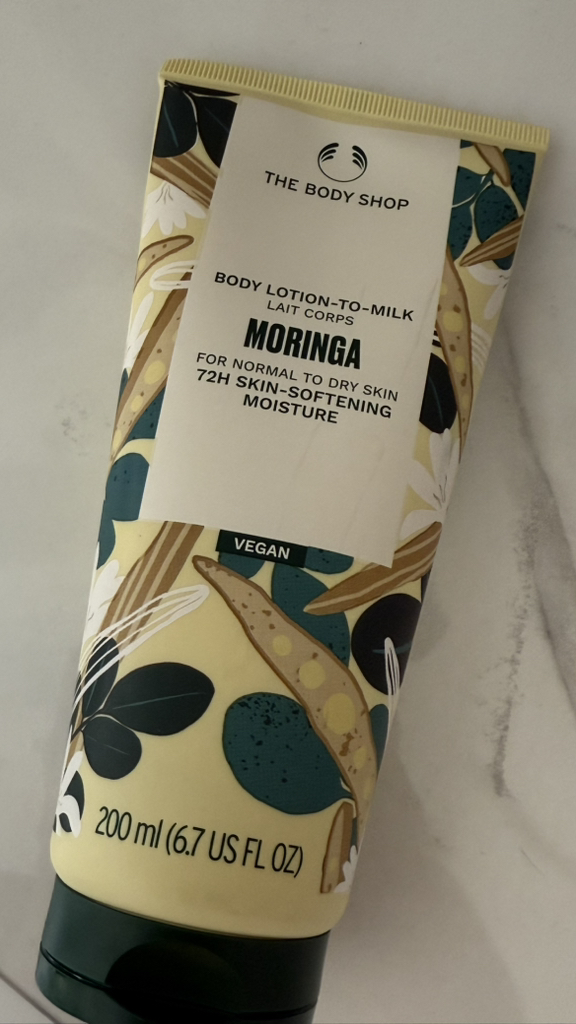 THE BODY SHOP
BODY LOTION-TO-MILK
LAIT CORPS
MORINGA
FOR NORMAL TO DRY SKIN
72H SKIN-SOFTENING
MOISTURE
VEGAN
200 ml (6.7 US FL OZ)